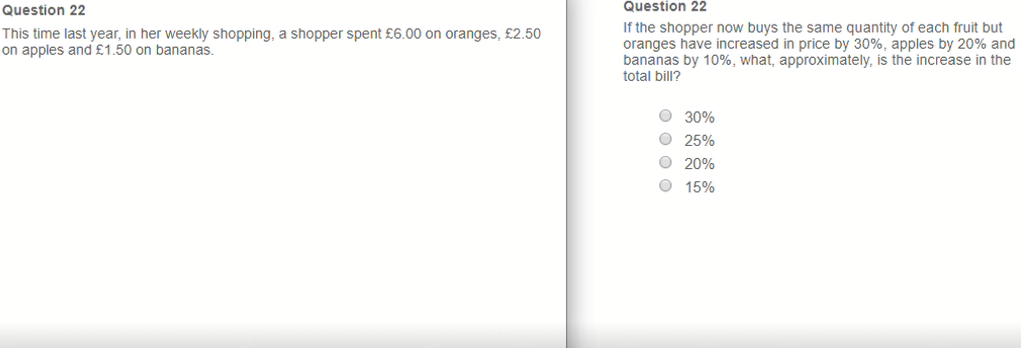 Question 22
This time last year, in her weekly shopping, a shopper spent £6.00 on oranges, £2.50
on apples and £1.50 on bananas.
Question 22
If the shopper now buys the same quantity of each fruit but
oranges have increased in price by 30%, apples by 20% and
bananas by 10%, what, approximately, is the increase in the
total bill?
30%
25%
20%
15%